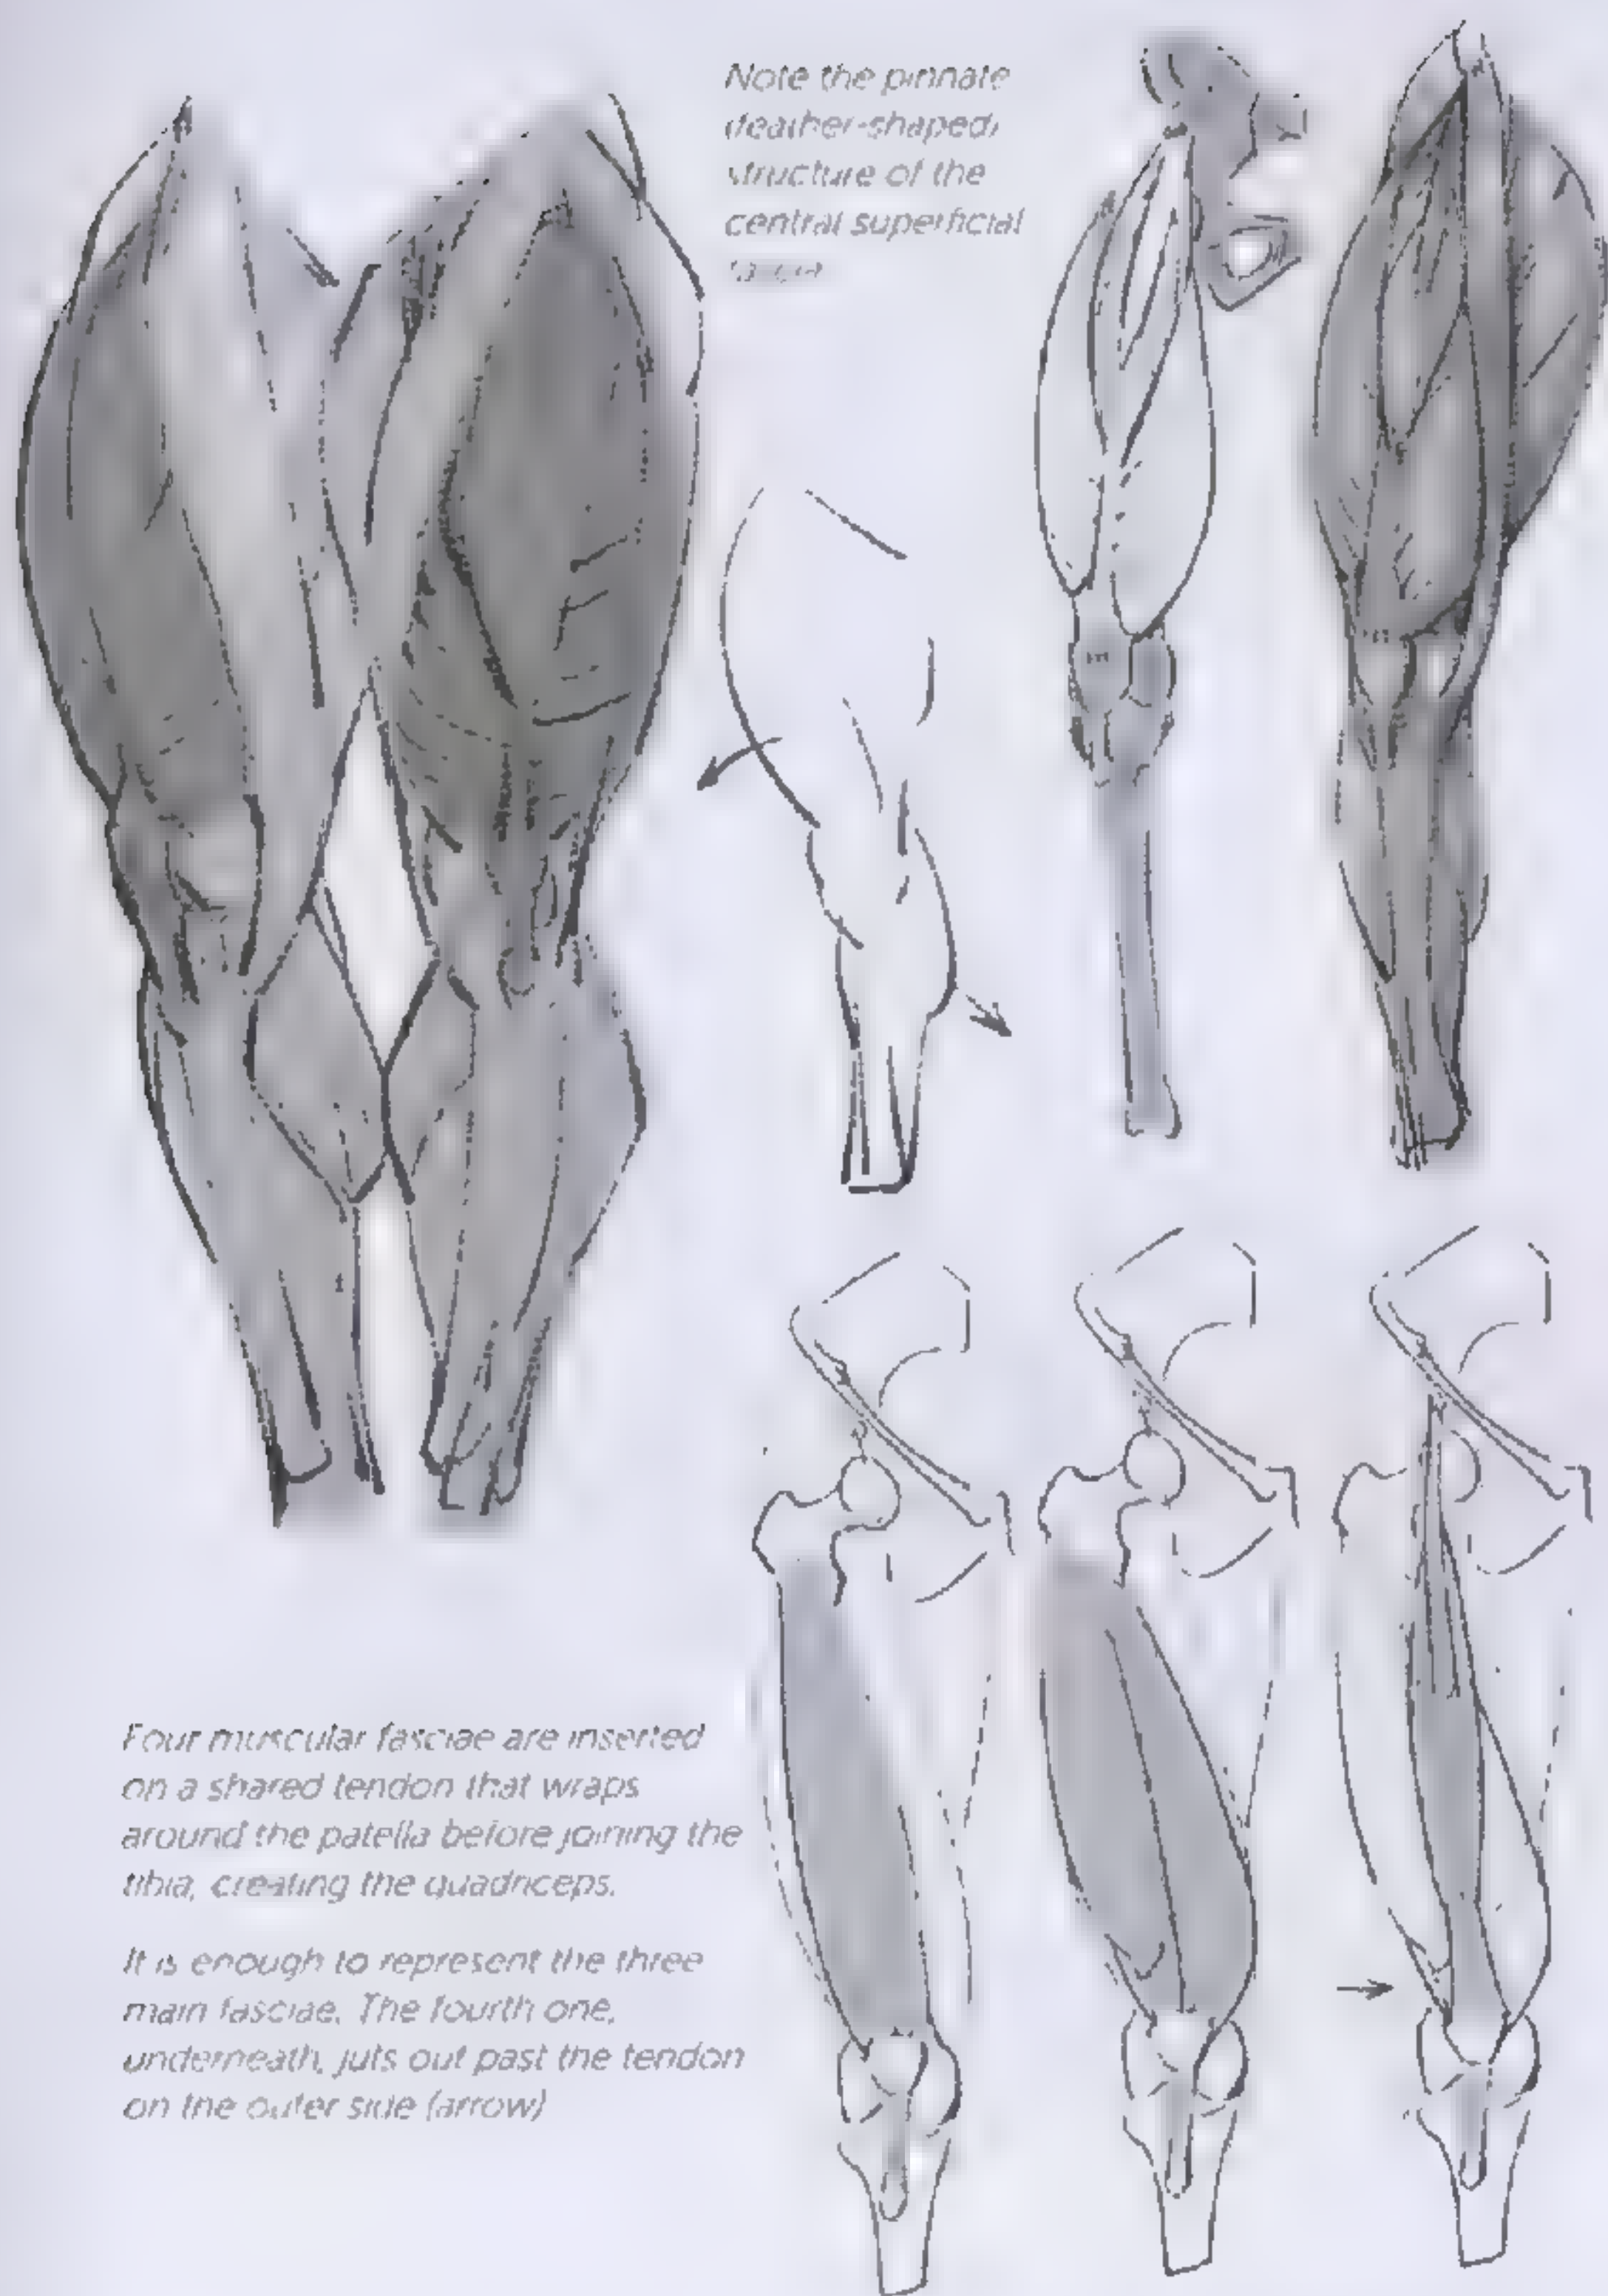 Note the pinnate
(feather-shaped)
structure of the
central superficial
Four muscular fasciae are inserted
on a shared tendon that wraps
around the patella before joining the
tibia, creating the quadriceps.
It is enough to represent the three
main fasciae. The fourth one,
underneath, juts out past the tendon
on the outer side (arrow)